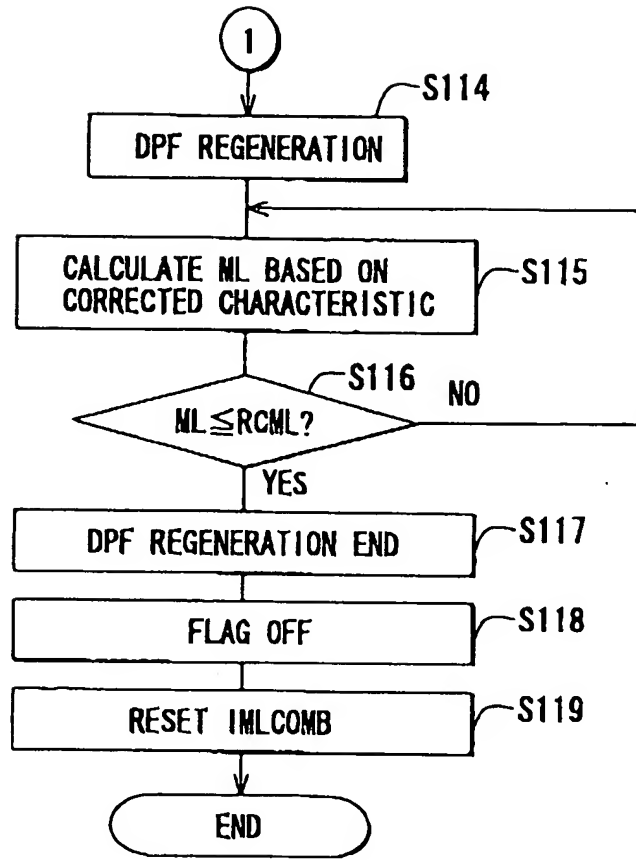 1
S114
DPF REGENERATION
CALCULATE ML BASED ON
CORRECTED CHARACTERISTIC
S115
S116
ML≦RCML?
NO
YES
DPF REGENERATION END
S117
FLAG OFF
S118
RESET IMLCOMB
S119
END